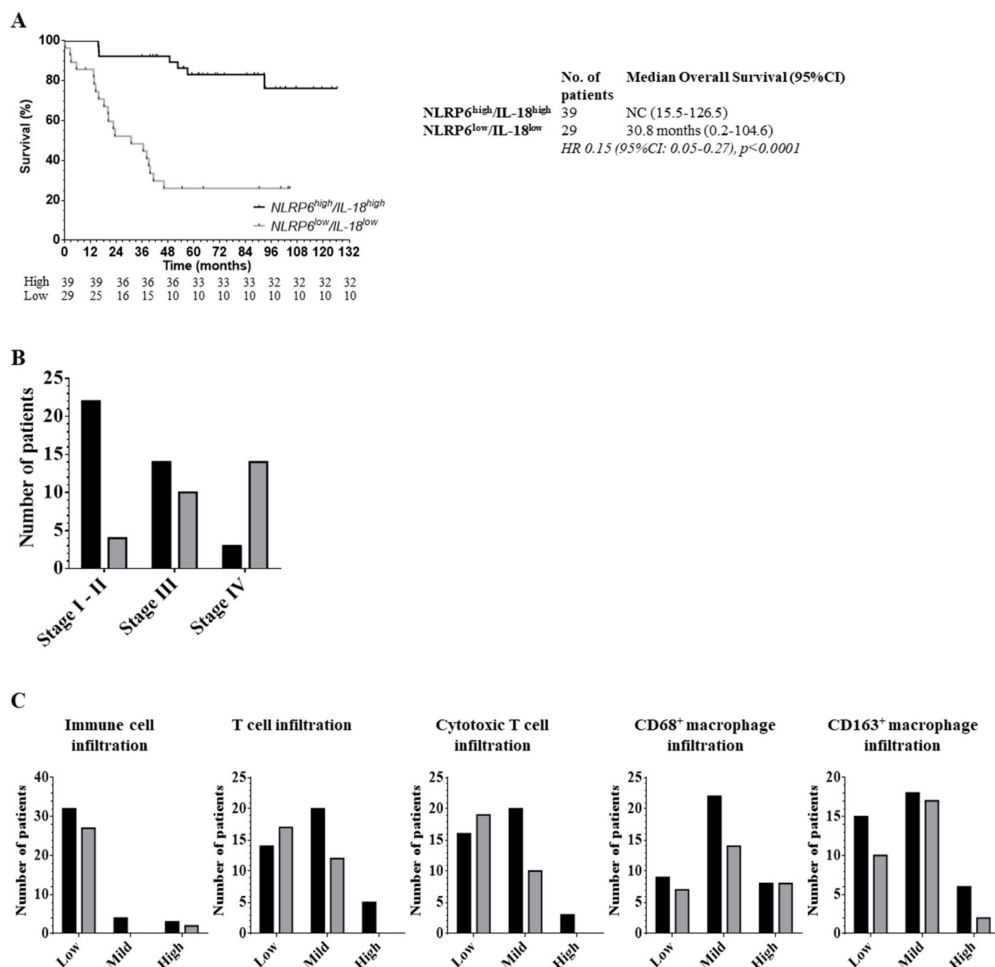 A
100
80
60
40
20
0
Survival (%)
NLRP6high/IL-18high
NLRP6low/IL-18low
0 12 24 36 48 60 72 84 96 108 120 132
Time (months)
High 39 39 36 36 36 33 33 33 32 32 32 32
Low 29 25 16 15 10 10 10 10 10 10 10 10
No. of patients Median Overall Survival (95%CI)
NLRP6high/IL-18high 39 NC (15.5-126.5)
NLRP6low/IL-18low 29 30.8 months (0.2-104.6)
HR 0.15 (95%CI: 0.05-0.27), p<0.0001
B
25
20
15
10
5
0
Number of patients
Stage I - II Stage III Stage IV
C
Immune cell
infiltration
40
30
20
10
0
Number of patients
Low Mild High
T cell infiltration
25
20
15
10
5
0
Number of patients
Low Mild High
Cytotoxic T cell
infiltration
25
20
15
10
5
0
Number of patients
Low Mild High
CD68+ macrophage
infiltration
25
20
15
10
5
0
Number of patients
Low Mild High
CD163+ macrophage
infiltration
20
15
10
5
0
Number of patients
Low Mild High